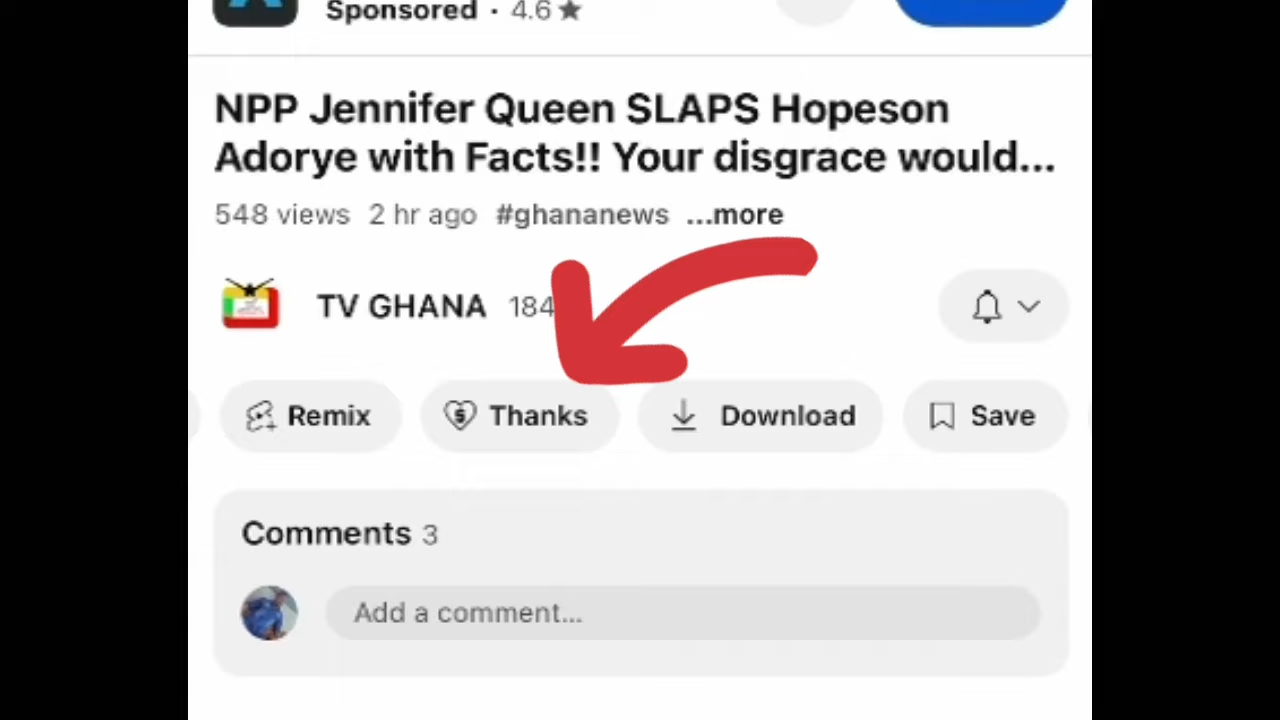 Sponsored · 4.6★
NPP Jennifer Queen SLAPS Hopeson
Adorye with Facts!! Your disgrace would...
548 views 2 hr ago #ghananews ...more
TV GHANA 184
Remix Thanks Download Save
Comments 3
Add a comment...